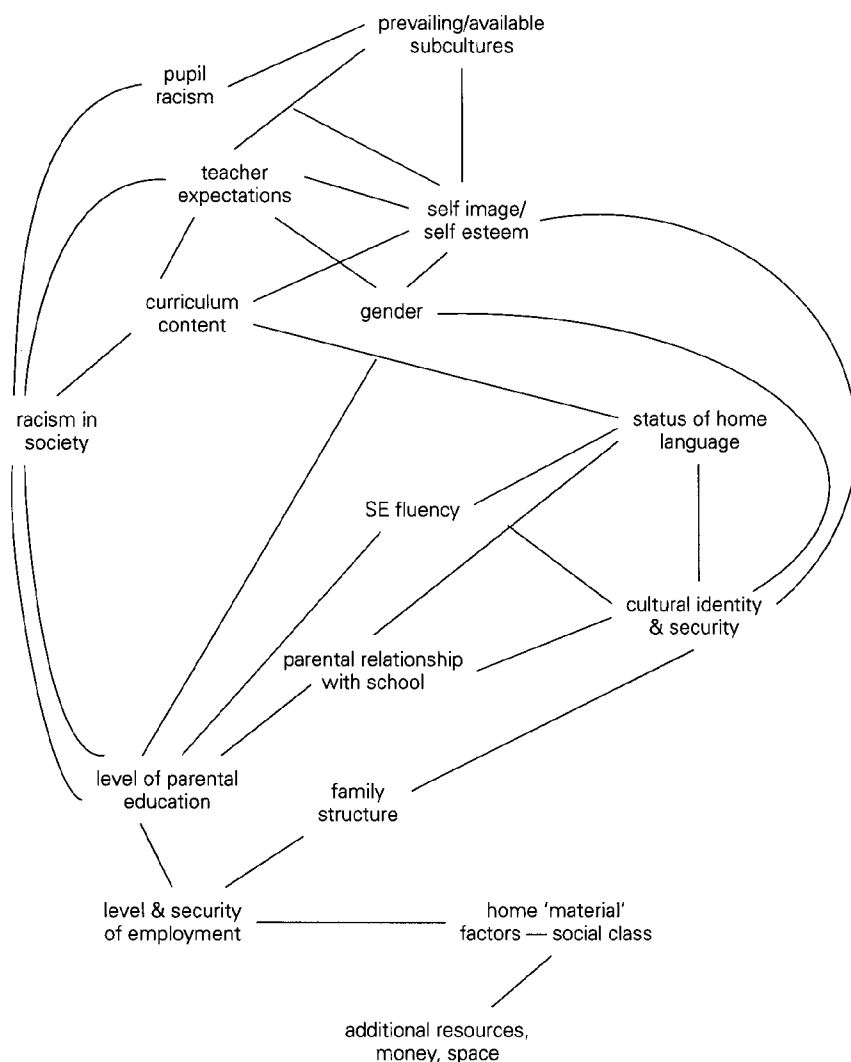 prevailing/available
subcultures
pupil
racism
teacher
expectations
self image/
self esteem
curriculum
content
gender
racism in
society
status of home
language
SE fluency
cultural identity
& security
parental relationship
with school
level of parental
education
family
structure
level & security
of employment
home 'material'
factors — social class
additional resources,
money, space